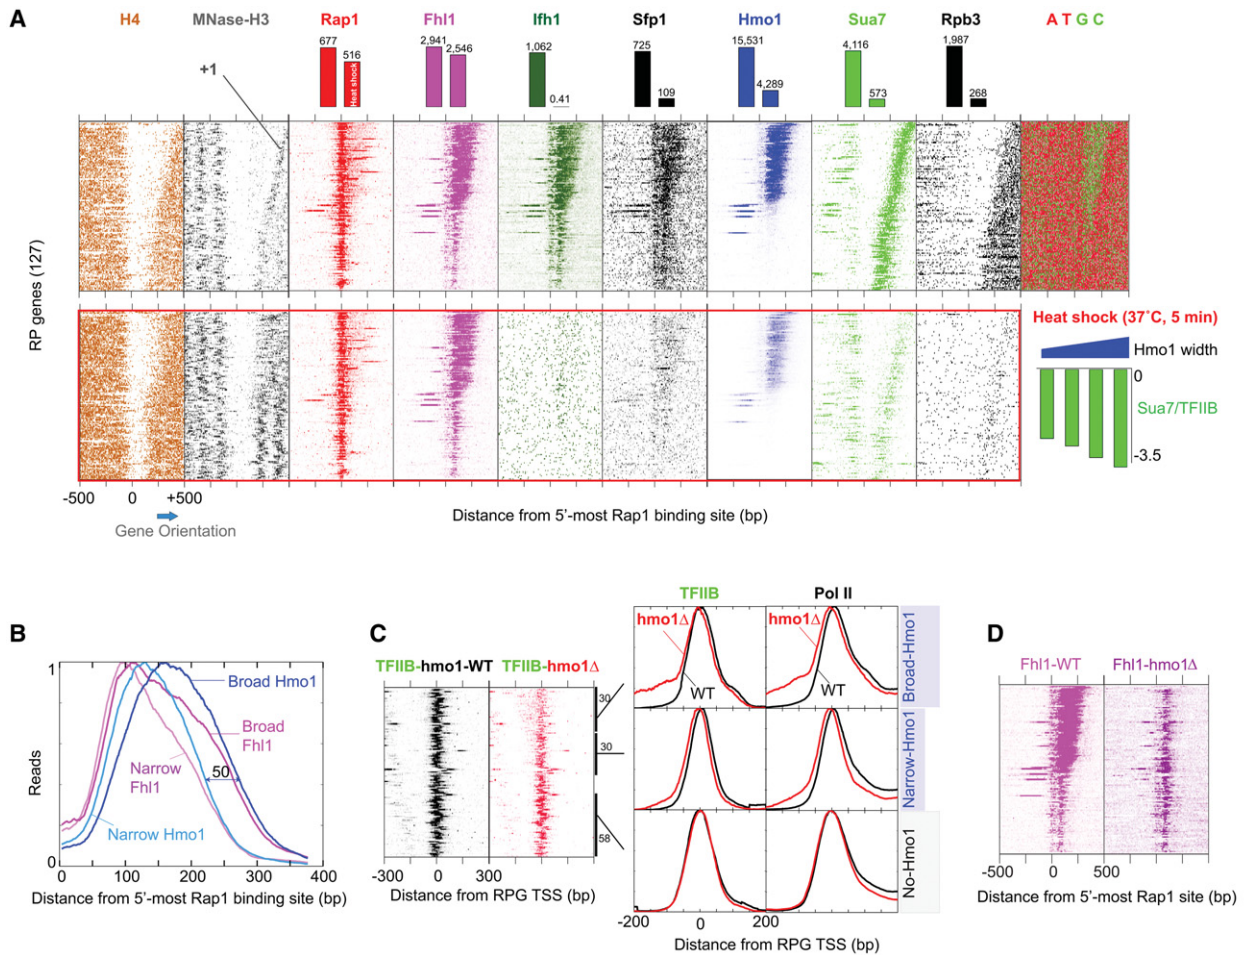 A
H4 MNase-H3 Rap1 Fhl1 Ifh1 Sfp1 Hmo1 Sua7 Rpb3 A T G C
677 516 2,941 2,546 1,062 0.41 725 109 15,531 4,289 4,116 573 1,987 268
Heat shock
+1
RP genes (127)
Heat shock (37˚C, 5 min)
Hmo1 width
0
Sua7/TFIIB
-3.5
-500 0 +500
Gene Orientation
Distance from 5'-most Rap1 binding site (bp)
B
1
Broad Hmo1
Broad
Fhl1
50
Narrow
Fhl1
Narrow Hmo1
Reads
0
0 100 200 300 400
Distance from 5'-most Rap1 binding site (bp)
C
TFIIB-hmo1-WT TFIIB-hmo1Δ
30
30
58
-300 0 300
Distance from RPG TSS (bp)
TFIIB Pol II
hmo1Δ hmo1Δ
WT WT
Broad-Hmo1
Narrow-Hmo1
No-Hmo1
-200 0 200
Distance from RPG TSS (bp)
D
Fhl1-WT Fhl1-hmo1Δ
-500 0 500
Distance from 5'-most Rap1 site (bp)